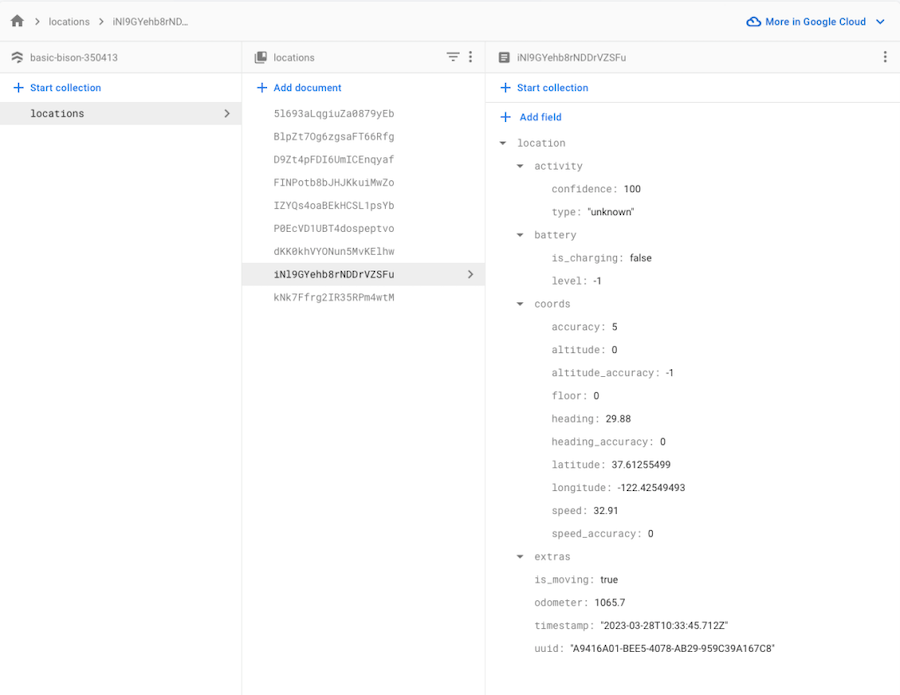 locations
iNl9GYehb8rND...
More in Google Cloud
basic-bison-350413
locations
iNl9GYehb8rNDDrVZSFu
Start collection
Add document
Start collection
locations
5l693aLqgiuZa0879yEb
BlpZt7Og6zgsaFT66Rfg
D9Zt4pFDI6UmICEnqyaf
FINPotb8bJHJKkuiMwZo
IZYQs4oaBEkHCSL1psYb
P0EcVD1UBT4dospeptvo
dKK0khVYONun5MvKElhw
iNl9GYehb8rNDDrVZSFu
kNk7Ffrg2IR35RPm4wtM
Add field
location
activity
confidence: 100
type: "unknown"
battery
is_charging: false
level: -1
coords
accuracy: 5
altitude: 0
altitude_accuracy: -1
floor: 0
heading: 29.88
heading_accuracy: 0
latitude: 37.61255499
longitude: -122.42549493
speed: 32.91
speed_accuracy: 0
extras
is_moving: true
odometer: 1065.7
timestamp: "2023-03-28T10:33:45.712Z"
uuid: "A9416A01-BEE5-4078-AB29-959C39A167C8"